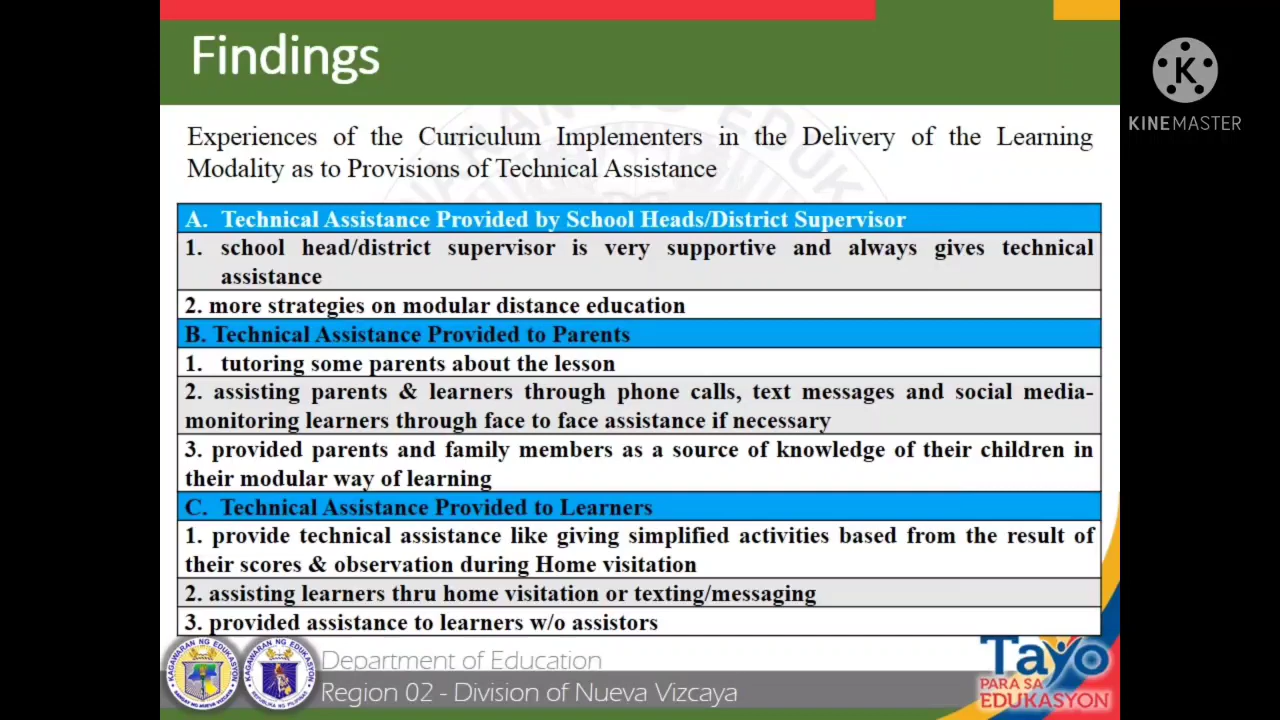 Findings
KINEMASTER
Experiences of the Curriculum Implementers in the Delivery of the Learning
Modality as to Provisions of Technical Assistance
A. Technical Assistance Provided by School Heads/District Supervisor
1. school head/district supervisor is very supportive and always gives technical
assistance
2. more strategies on modular distance education
B. Technical Assistance Provided to Parents
1. tutoring some parents about the lesson
2. assisting parents & learners through phone calls, text messages and social media-
monitoring learners through face to face assistance if necessary
3. provided parents and family members as a source of knowledge of their children in
their modular way of learning
C. Technical Assistance Provided to Learners
1. provide technical assistance like giving simplified activities based from the result of
their scores & observation during Home visitation
2. assisting learners thru home visitation or texting/messaging
3. provided assistance to learners w/o assistors
KAGAWARAN NG EDUKASYON
KAGAWARAN NG EDUKASYON
Department of Education
Region 02 - Division of Nueva Vizcaya
Tayo
PARA SA
EDUKASYON